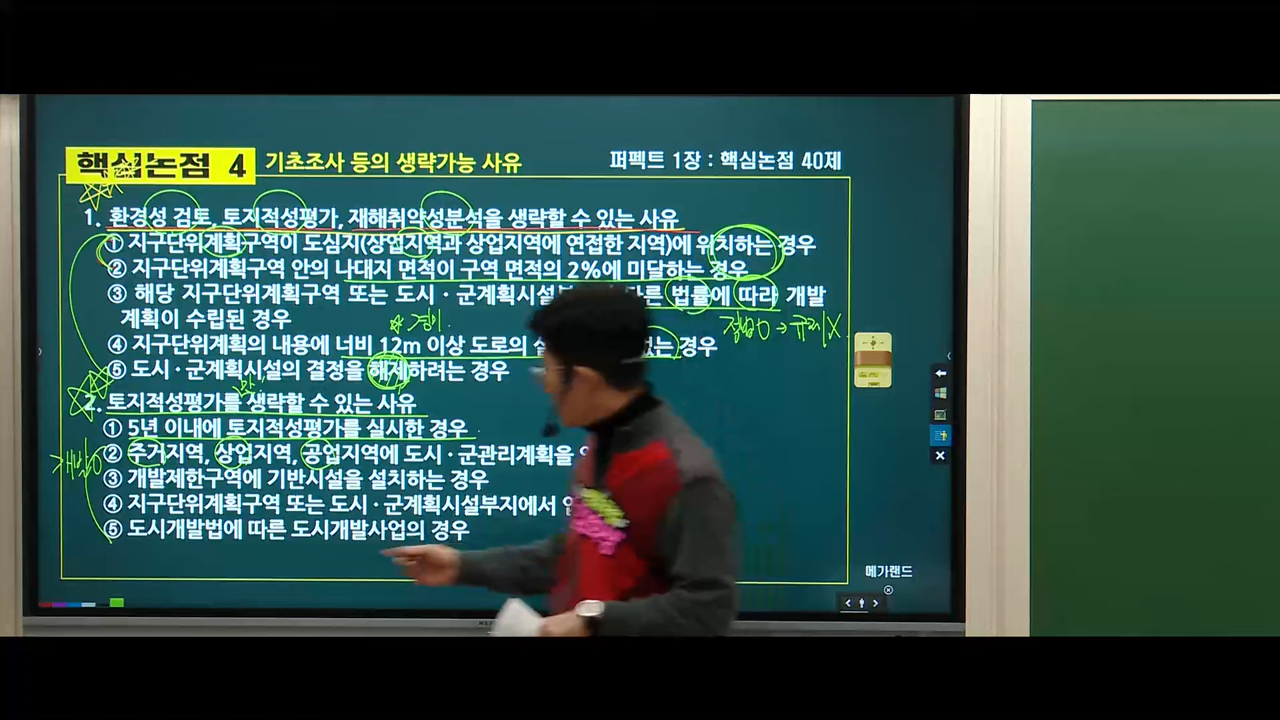 핵심논점 4 기초조사 등의 생략가능 사유 퍼펙트 1장 : 핵심논점 40제
1. 환경성 검토, 토지적성평가, 재해취약성분석을 생략할 수 있는 사유
① 지구단위계획구역이 도심지(상업지역과 상업지역에 연접한 지역)에 위치하는 경우
② 지구단위계획구역 안의 나대지 면적이 구역 면적의 2%에 미달하는 경우
③ 해당 지구단위계획구역 또는 도시·군계획시설 법률에 따라 개발
계획이 수립된 경우
④ 지구단위계획의 내용에 너비 12m 이상 도로의 없는 경우
⑤ 도시·군계획시설의 결정을 해제하려는 경우
2. 토지적성평가를 생략할 수 있는 사유
① 5년 이내에 토지적성평가를 실시한 경우
② 주거지역, 상업지역, 공업지역에 도시·군관리계획을
③ 개발제한구역에 기반시설을 설치하는 경우
④ 지구단위계획구역 또는 도시·군계획시설부지에서
⑤ 도시개발법에 따른 도시개발사업의 경우
메가랜드